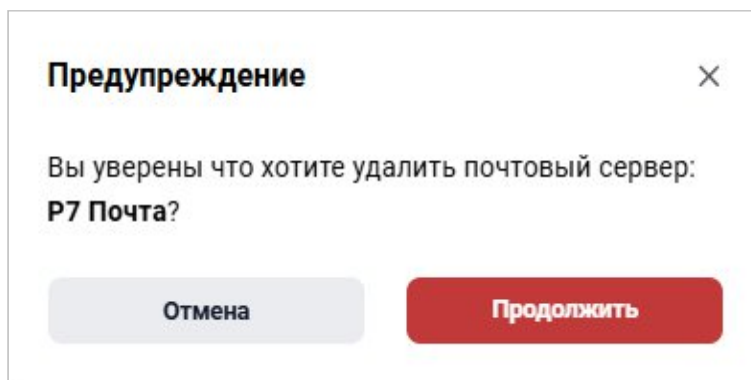 Предупреждение
Вы уверены что хотите удалить почтовый сервер:
Р7 Почта?
Отмена
Продолжить